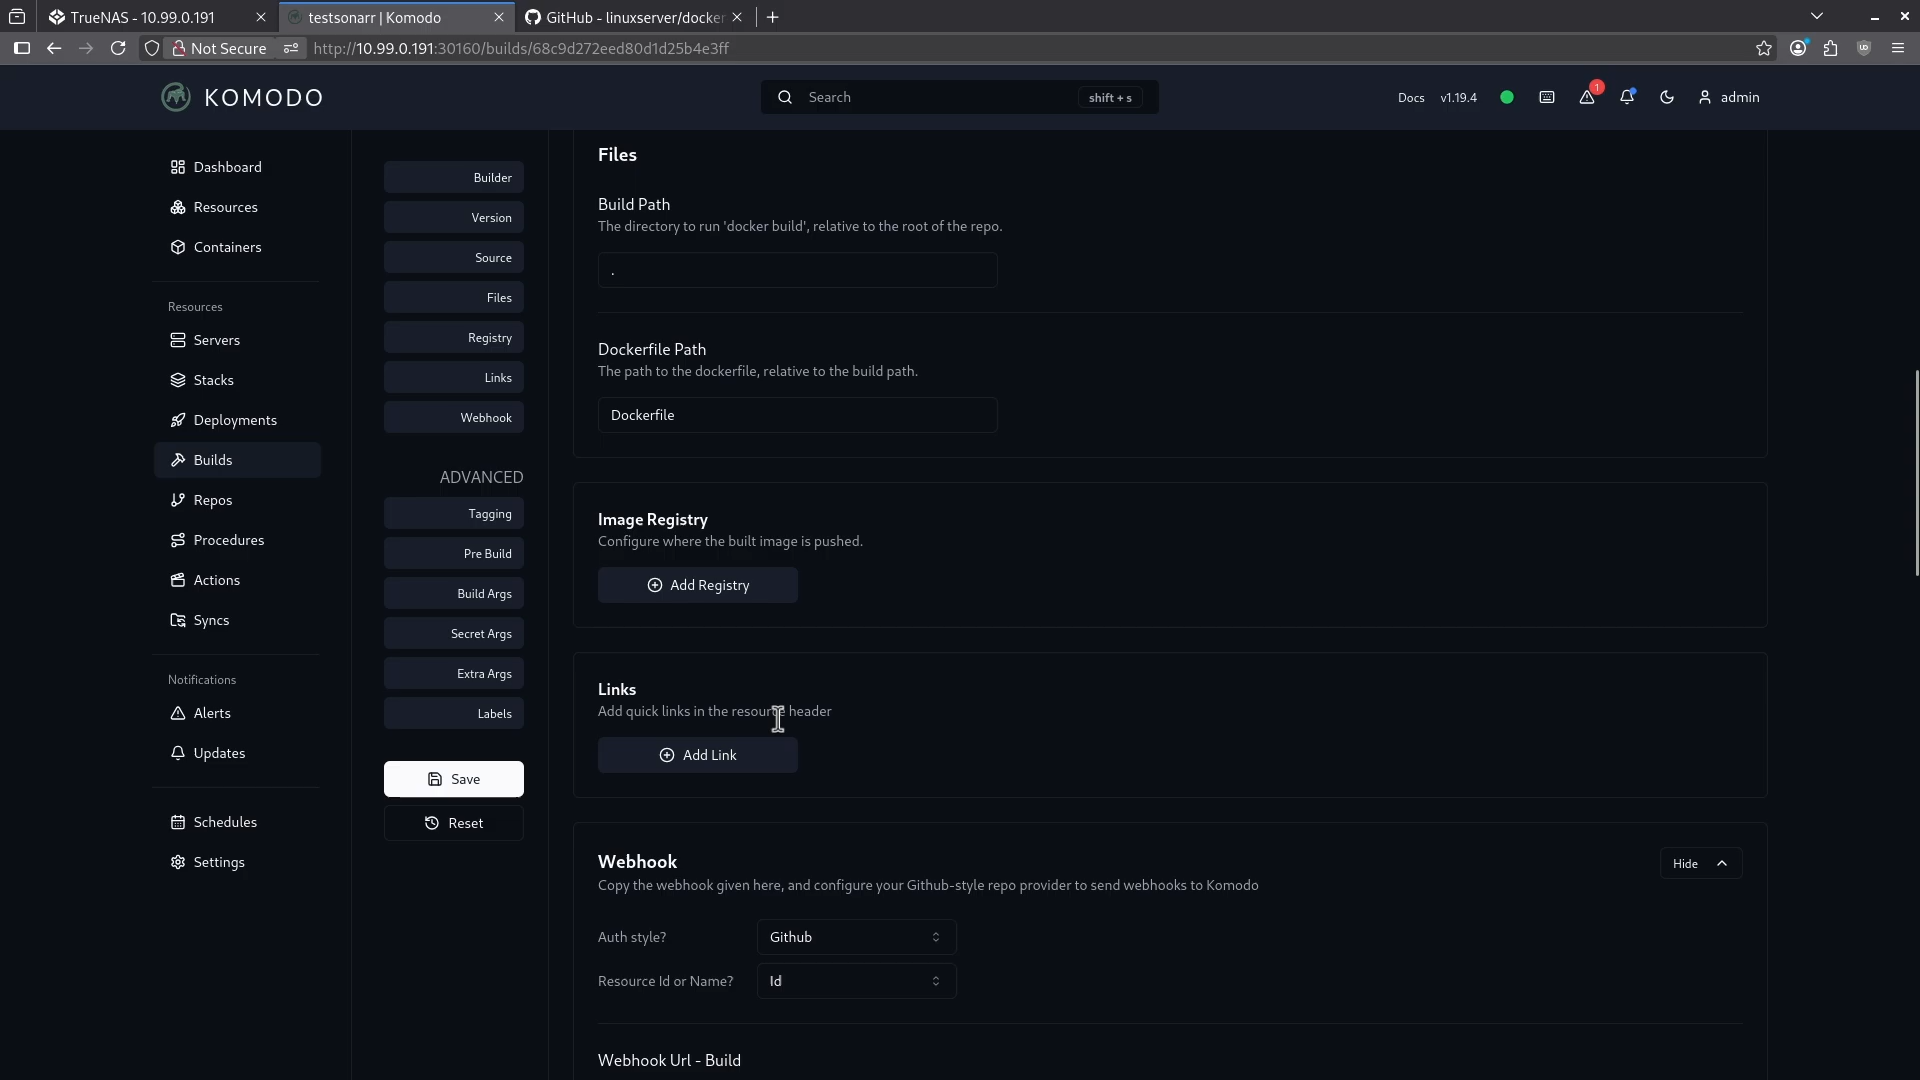 TrueNAS - 10.99.0.191
testsonarr | Komodo
GitHub - linuxserver/docker
Not Secure
http://10.99.0.191:30160/builds/68c9d272eed80d1d25b4e3ff
KOMODO
Search
shift + s
Docs
v1.19.4
1
admin
Dashboard
Resources
Containers
Resources
Servers
Stacks
Deployments
Builds
Repos
Procedures
Actions
Syncs
Notifications
Alerts
Updates
Schedules
Settings
Builder
Version
Source
Files
Registry
Links
Webhook
ADVANCED
Tagging
Pre Build
Build Args
Secret Args
Extra Args
Labels
Save
Reset
Files
Build Path
The directory to run 'docker build', relative to the root of the repo.
.
Dockerfile Path
The path to the dockerfile, relative to the build path.
Dockerfile
Image Registry
Configure where the built image is pushed.
Add Registry
Links
Add quick links in the resource header
Add Link
Webhook
Hide
Copy the webhook given here, and configure your Github-style repo provider to send webhooks to Komodo
Auth style?
Github
Resource Id or Name?
Id
Webhook Url - Build